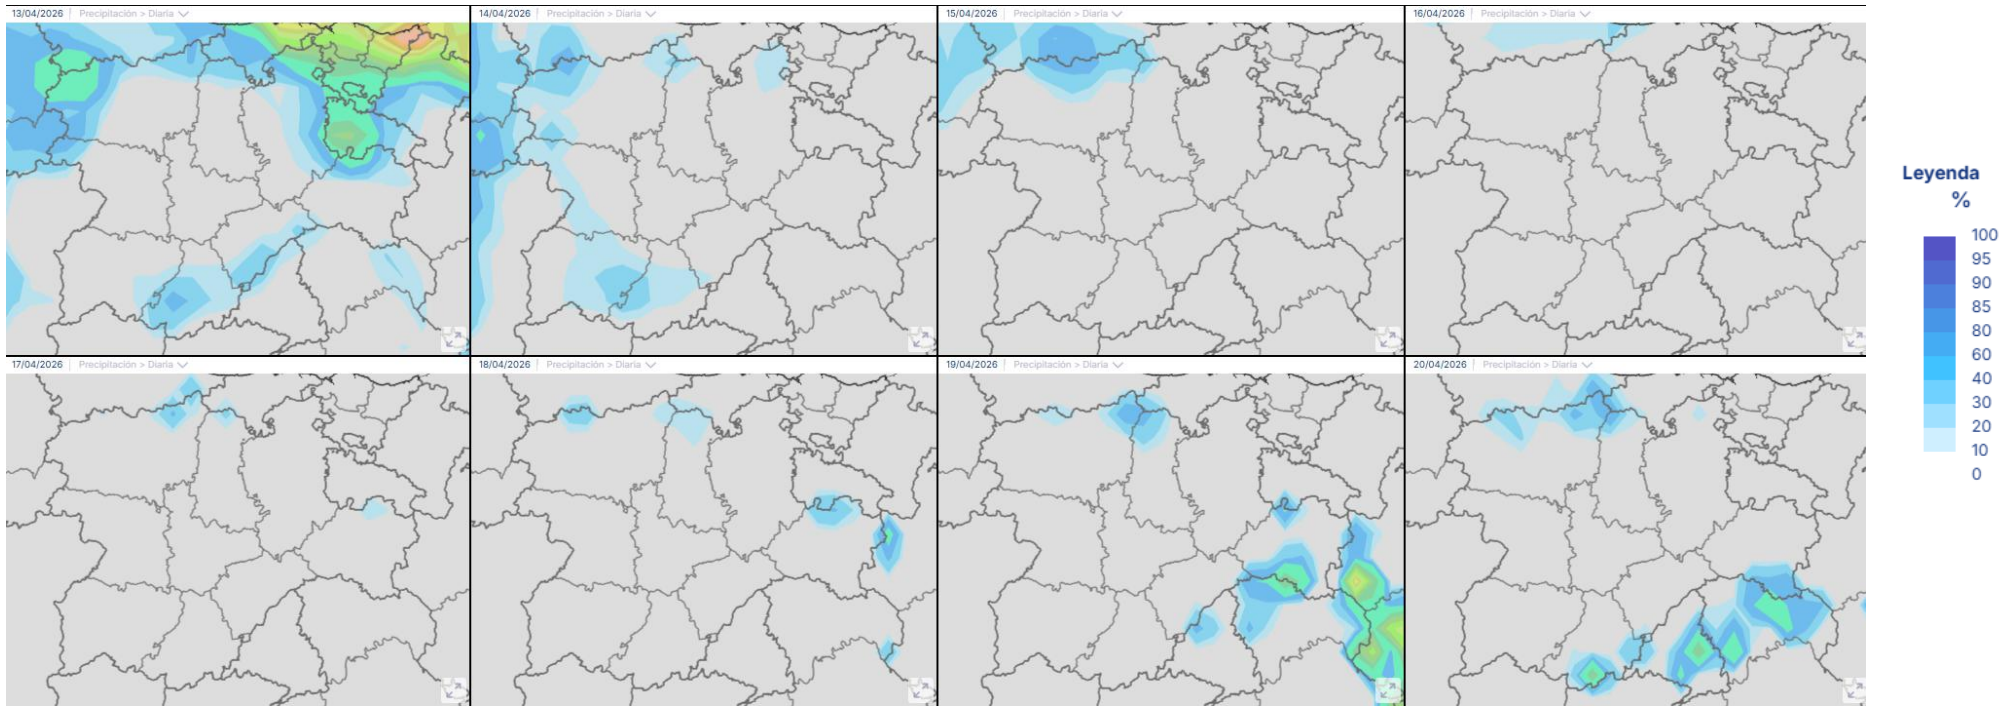 13/04/2026 | Precipitación > Diaria
14/04/2026 | Precipitación > Diaria
15/04/2026 | Precipitación > Diaria
16/04/2026 | Precipitación > Diaria
17/04/2026 | Precipitación > Diaria
18/04/2026 | Precipitación > Diaria
19/04/2026 | Precipitación > Diaria
20/04/2026 | Precipitación > Diaria
Leyenda
%
100
95
90
85
80
60
40
30
20
10
0